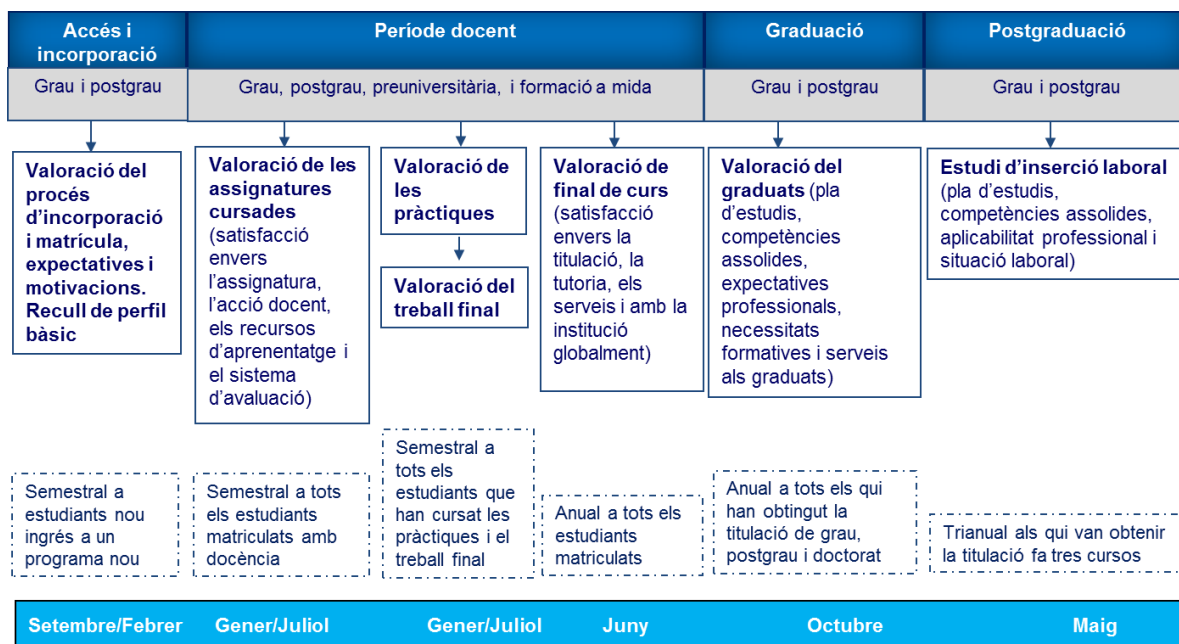 Accés i
incorporació
Període docent
Graduació
Postgraduació
Grau i postgrau
Grau, postgrau, preuniversitària, i formació a mida
Grau i postgrau
Grau i postgrau
Valoració del
procés
d’incorporació
i matrícula,
expectatives i
motivacions.
Recull de perfil
bàsic
Valoració de les
assignatures
cursades
(satisfacció
envers
l’assignatura,
l’acció docent,
els recursos
d’aprenentatge i
el sistema
d’avaluació)
Valoració de
les
pràctiques
Valoració del
treball final
Valoració de
final de curs
(satisfacció
envers la
titulació, la
tutoria, els
serveis i amb la
institució
globalment)
Valoració del
graduats (pla
d’estudis,
competències
assolides,
expectatives
professionals,
necessitats
formatives i serveis
als graduats)
Estudi d’inserció laboral
(pla d’estudis,
competències assolides,
aplicabilitat professional i
situació laboral)
Semestral a
estudiants nou
ingrés a un
programa nou
Semestral a tots
els estudiants
matriculats amb
docència
Semestral a
tots els
estudiants que
han cursat les
pràctiques i el
treball final
Anual a tots els
estudiants
matriculats
Anual a tots els qui
han obtingut la
titulació de grau,
postgrau i doctorat
Trianual als qui van obtenir
la titulació fa tres cursos
Setembre/Febrer
Gener/Juliol
Gener/Juliol
Juny
Octubre
Maig